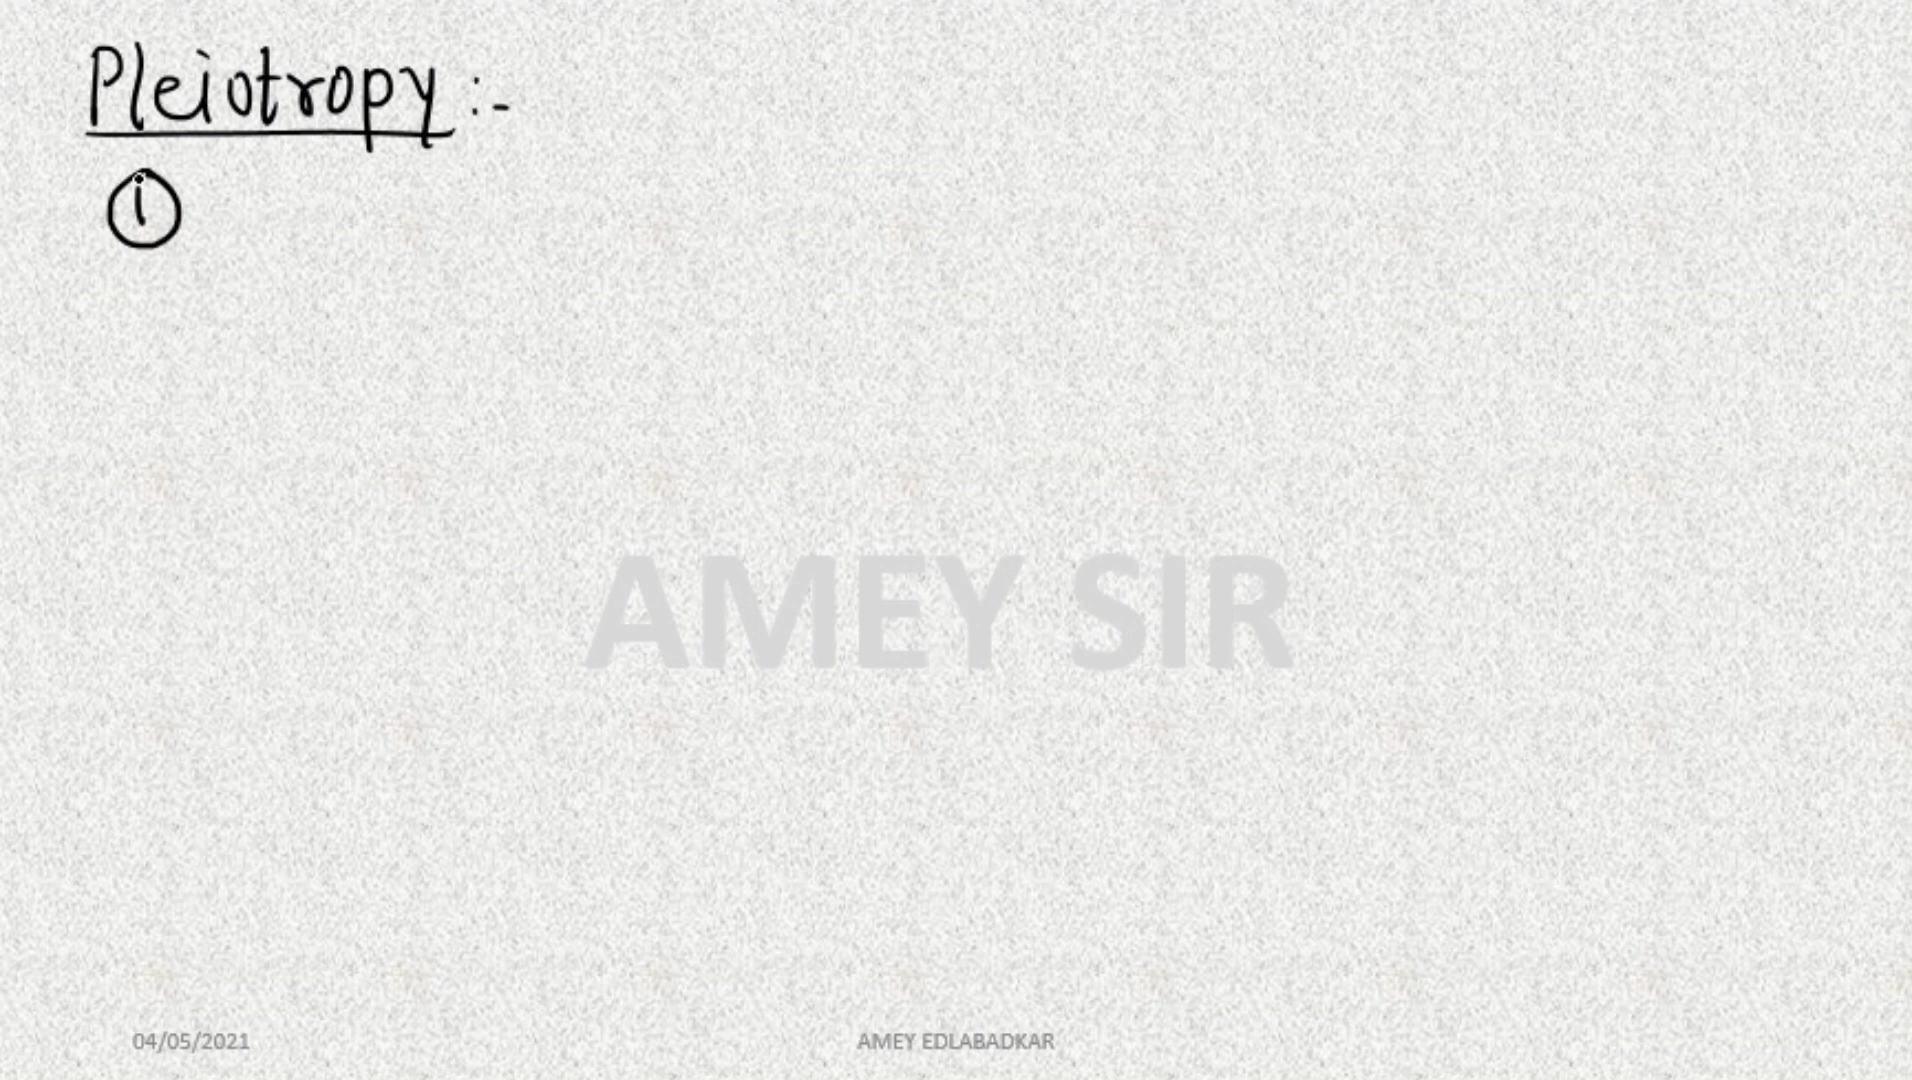 Pleiotropy :-
i
AMEY SIR
04/05/2021
AMEY EDLABADKAR